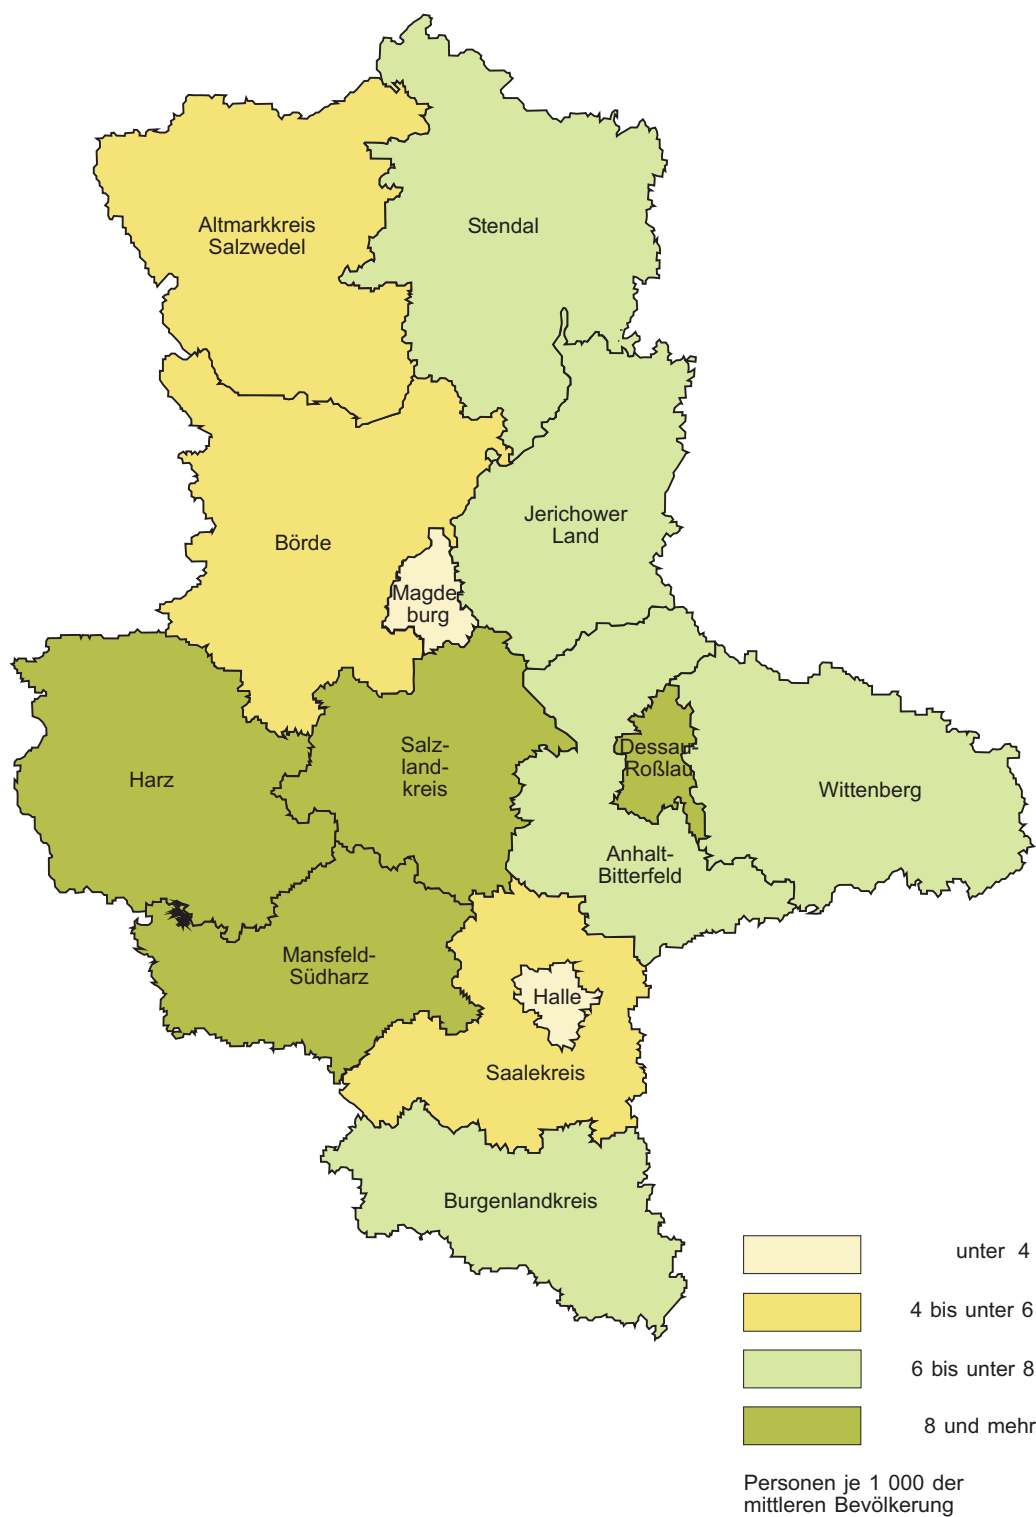 Altmarkkreis
Salzwedel
Stendal
Jerichower
Land
Börde
Magde-
burg
Harz
Salz-
land-
kreis
Dessau-
Roßlau
Wittenberg
Anhalt-
Bitterfeld
Mansfeld-
Südharz
Halle
Saalekreis
Burgenlandkreis
unter 4
4 bis unter 6
6 bis unter 8
8 und mehr
Personen je 1 000 der
mittleren Bevölkerung